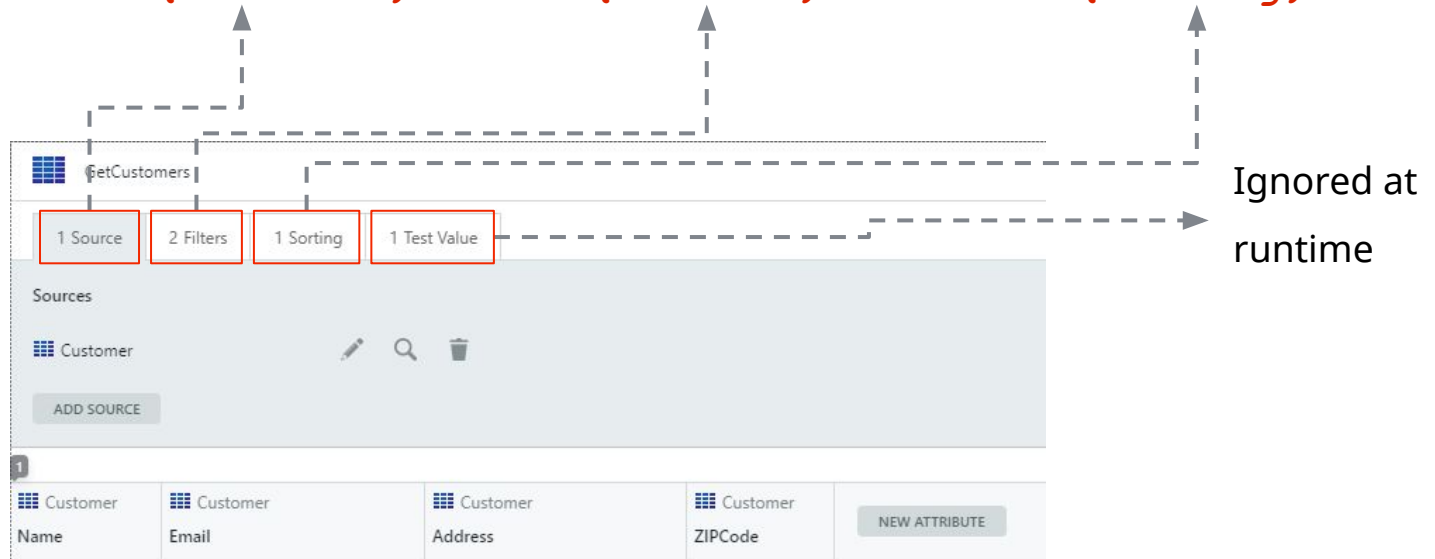 GetCustomers
Ignored at
runtime
1 Source
2 Filters
1 Sorting
1 Test Value
Sources
Customer
ADD SOURCE
1
Customer
Customer
Customer
Customer
Name
Email
Address
ZIPCode
NEW ATTRIBUTE